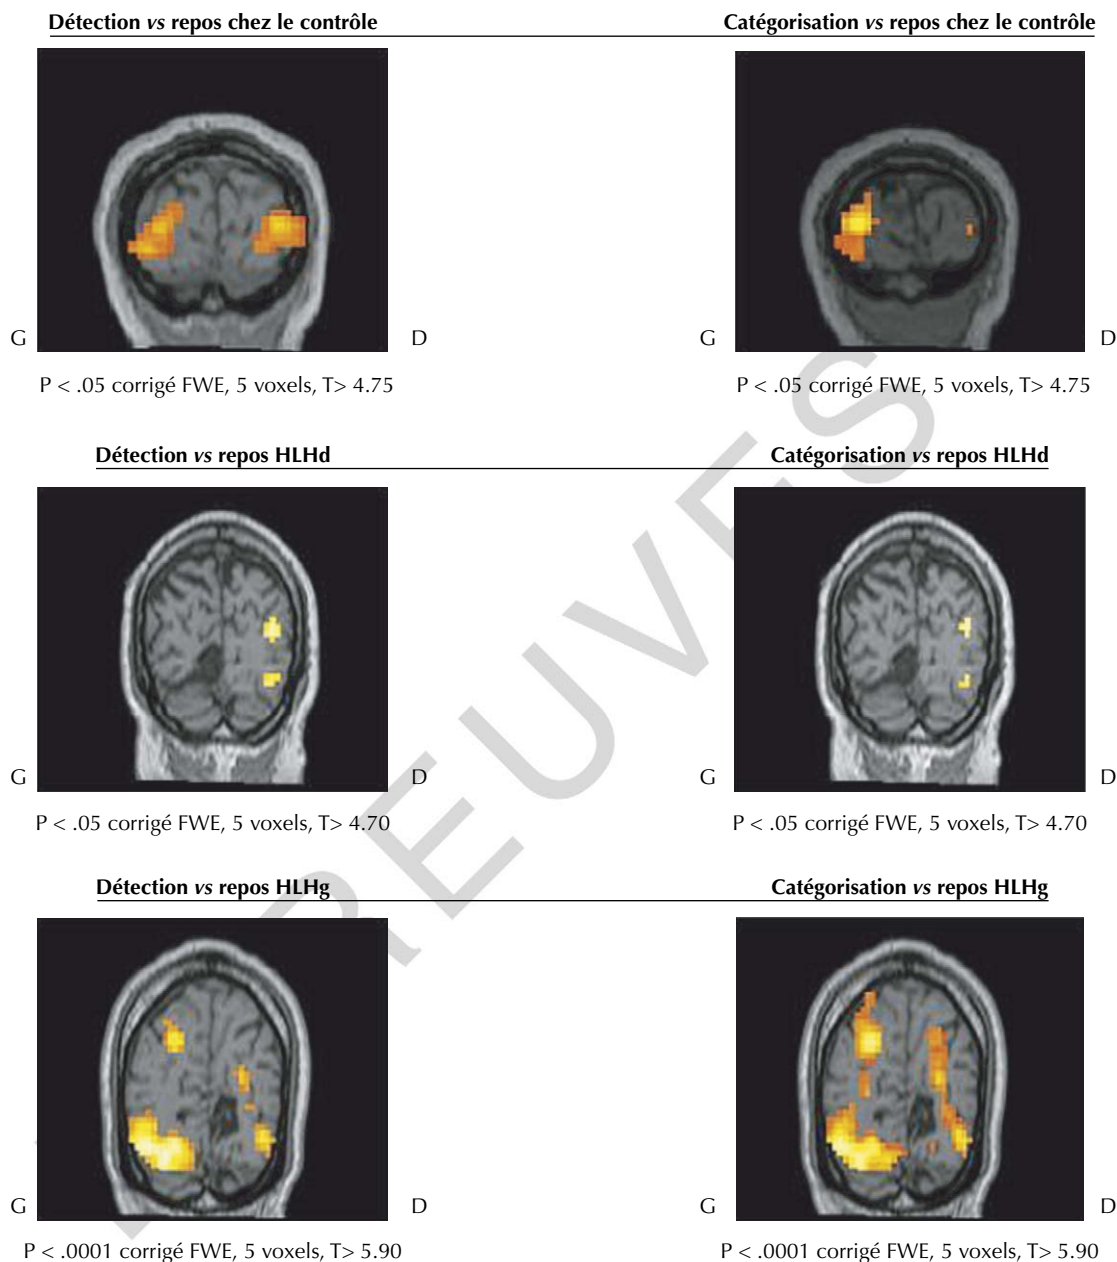 Détection vs repos chez le contrôle
Catégorisation vs repos chez le contrôle
G
D
G
D
P < .05 corrigé FWE, 5 voxels, T> 4.75
P < .05 corrigé FWE, 5 voxels, T> 4.75
Détection vs repos HLHd
Catégorisation vs repos HLHd
G
D
G
D
P < .05 corrigé FWE, 5 voxels, T> 4.70
P < .05 corrigé FWE, 5 voxels, T> 4.70
Détection vs repos HLHg
Catégorisation vs repos HLHg
G
D
G
D
P < .0001 corrigé FWE, 5 voxels, T> 5.90
P < .0001 corrigé FWE, 5 voxels, T> 5.90
EPREUVES